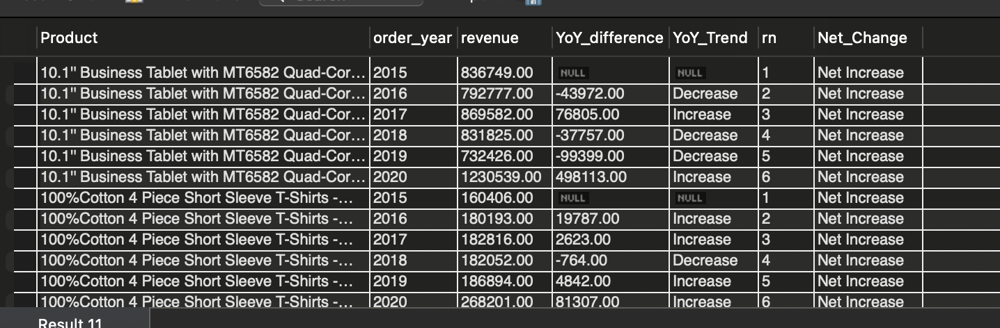 Product order_year revenue YoY_difference YoY_Trend rn Net_Change
10.1" Business Tablet with MT6582 Quad-Cor... 2015 836749.00 NULL NULL 1 Net Increase
10.1" Business Tablet with MT6582 Quad-Cor... 2016 792777.00 -43972.00 Decrease 2 Net Increase
10.1" Business Tablet with MT6582 Quad-Cor... 2017 869582.00 76805.00 Increase 3 Net Increase
10.1" Business Tablet with MT6582 Quad-Cor... 2018 831825.00 -37757.00 Decrease 4 Net Increase
10.1" Business Tablet with MT6582 Quad-Cor... 2019 732426.00 -99399.00 Decrease 5 Net Increase
10.1" Business Tablet with MT6582 Quad-Cor... 2020 1230539.00 498113.00 Increase 6 Net Increase
100%Cotton 4 Piece Short Sleeve T-Shirts -... 2015 160406.00 NULL NULL 1 Net Increase
100%Cotton 4 Piece Short Sleeve T-Shirts -... 2016 180193.00 19787.00 Increase 2 Net Increase
100%Cotton 4 Piece Short Sleeve T-Shirts -... 2017 182816.00 2623.00 Increase 3 Net Increase
100%Cotton 4 Piece Short Sleeve T-Shirts -... 2018 182052.00 -764.00 Decrease 4 Net Increase
100%Cotton 4 Piece Short Sleeve T-Shirts -... 2019 186894.00 4842.00 Increase 5 Net Increase
100%Cotton 4 Piece Short Sleeve T-Shirts -... 2020 268201.00 81307.00 Increase 6 Net Increase
Result 11